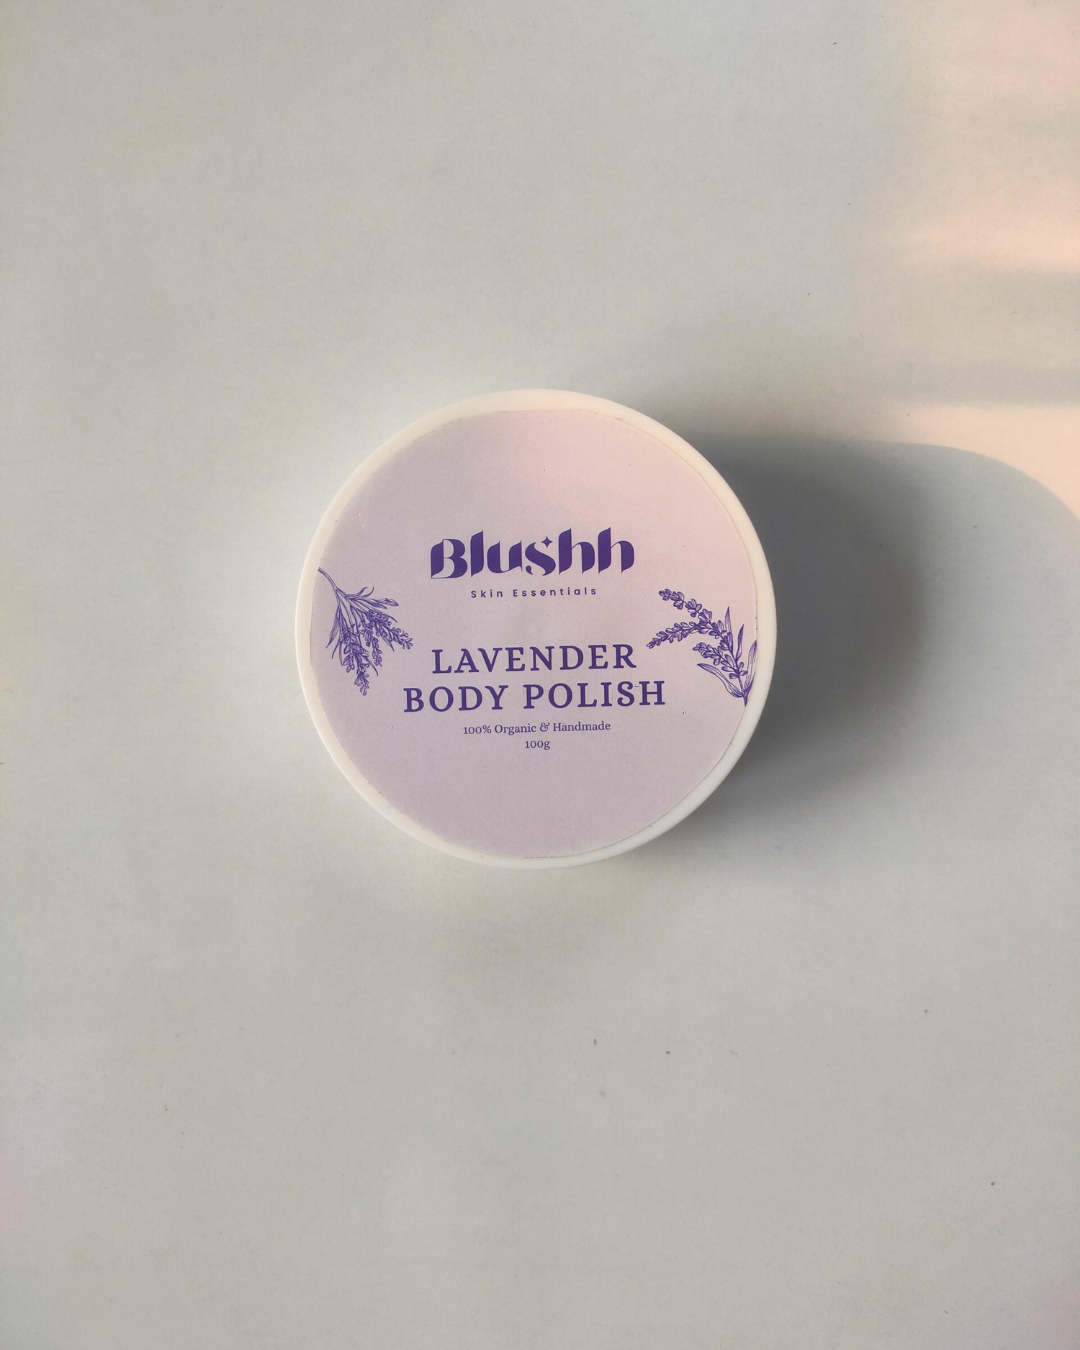 Blushh
Skin Essentials
LAVENDER
BODY POLISH
100% Organic & Handmade
100g